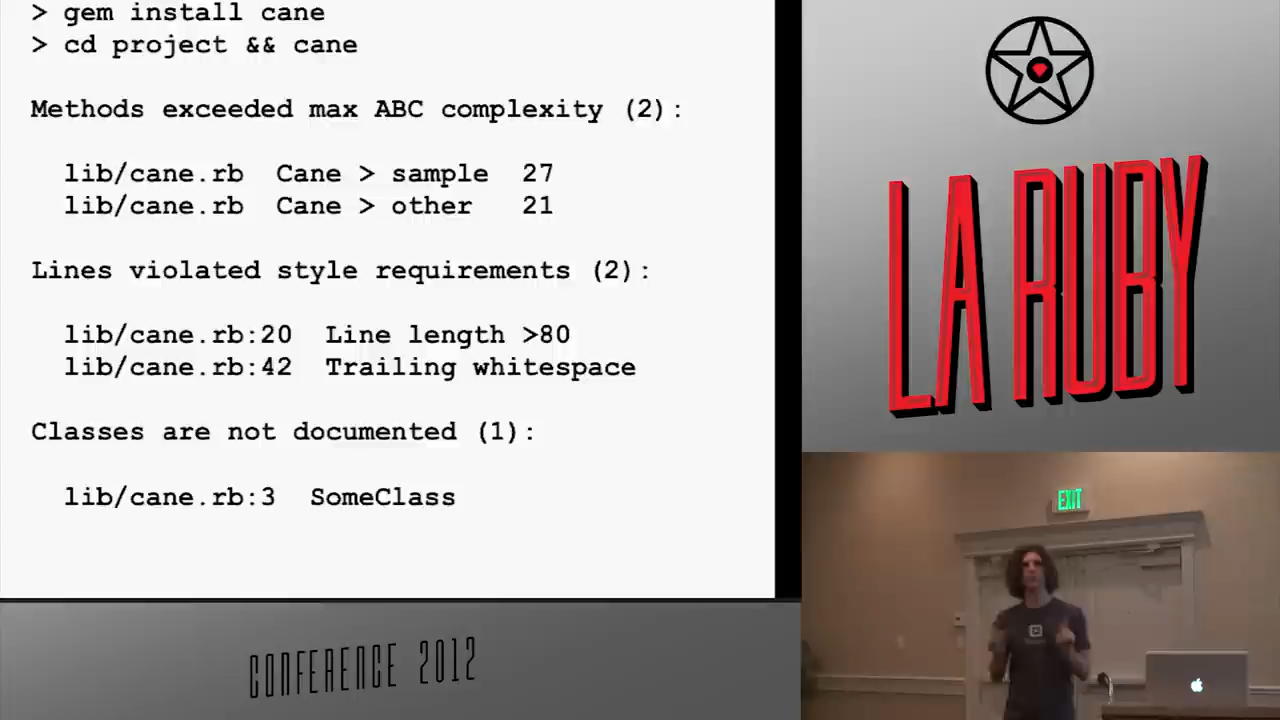 > gem install cane
> cd project && cane
Methods exceeded max ABC complexity (2):
lib/cane.rb  Cane > sample  27
lib/cane.rb  Cane > other   21
Lines violated style requirements (2):
lib/cane.rb:20  Line length >80
lib/cane.rb:42  Trailing whitespace
Classes are not documented (1):
lib/cane.rb:3  SomeClass
LA RUBY
EXIT
CONFERENCE 2012